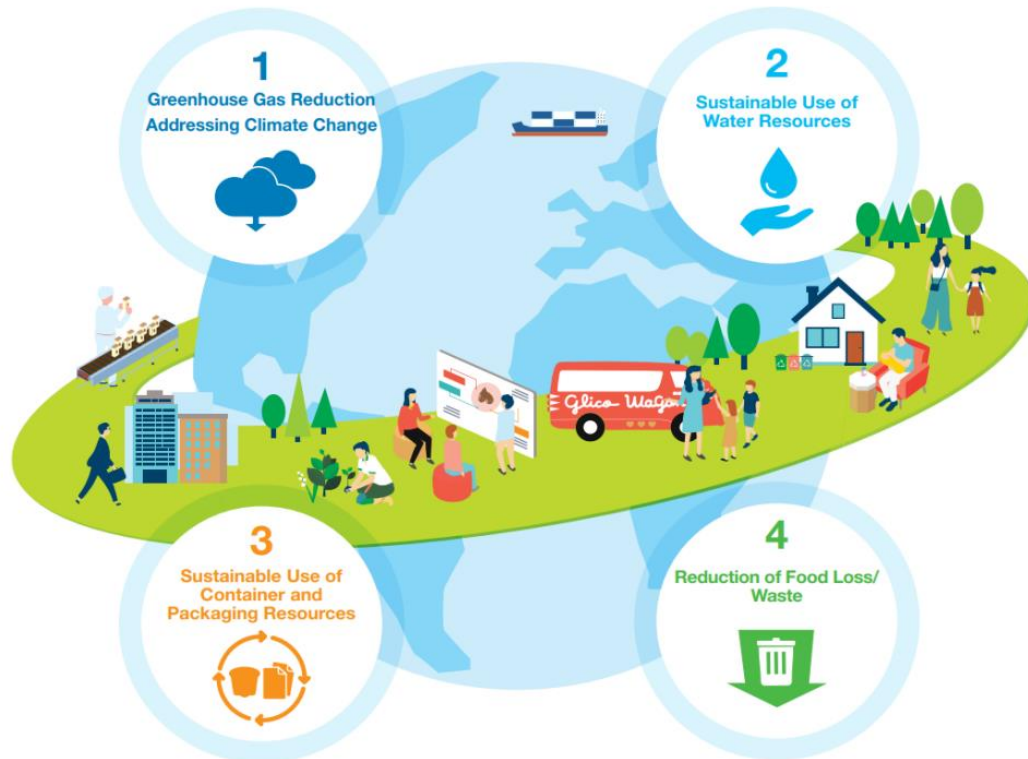 1
Greenhouse Gas Reduction
Addressing Climate Change
2
Sustainable Use of
Water Resources
Glico WaGon
3
Sustainable Use of
Container and
Packaging Resources
4
Reduction of Food Loss/
Waste